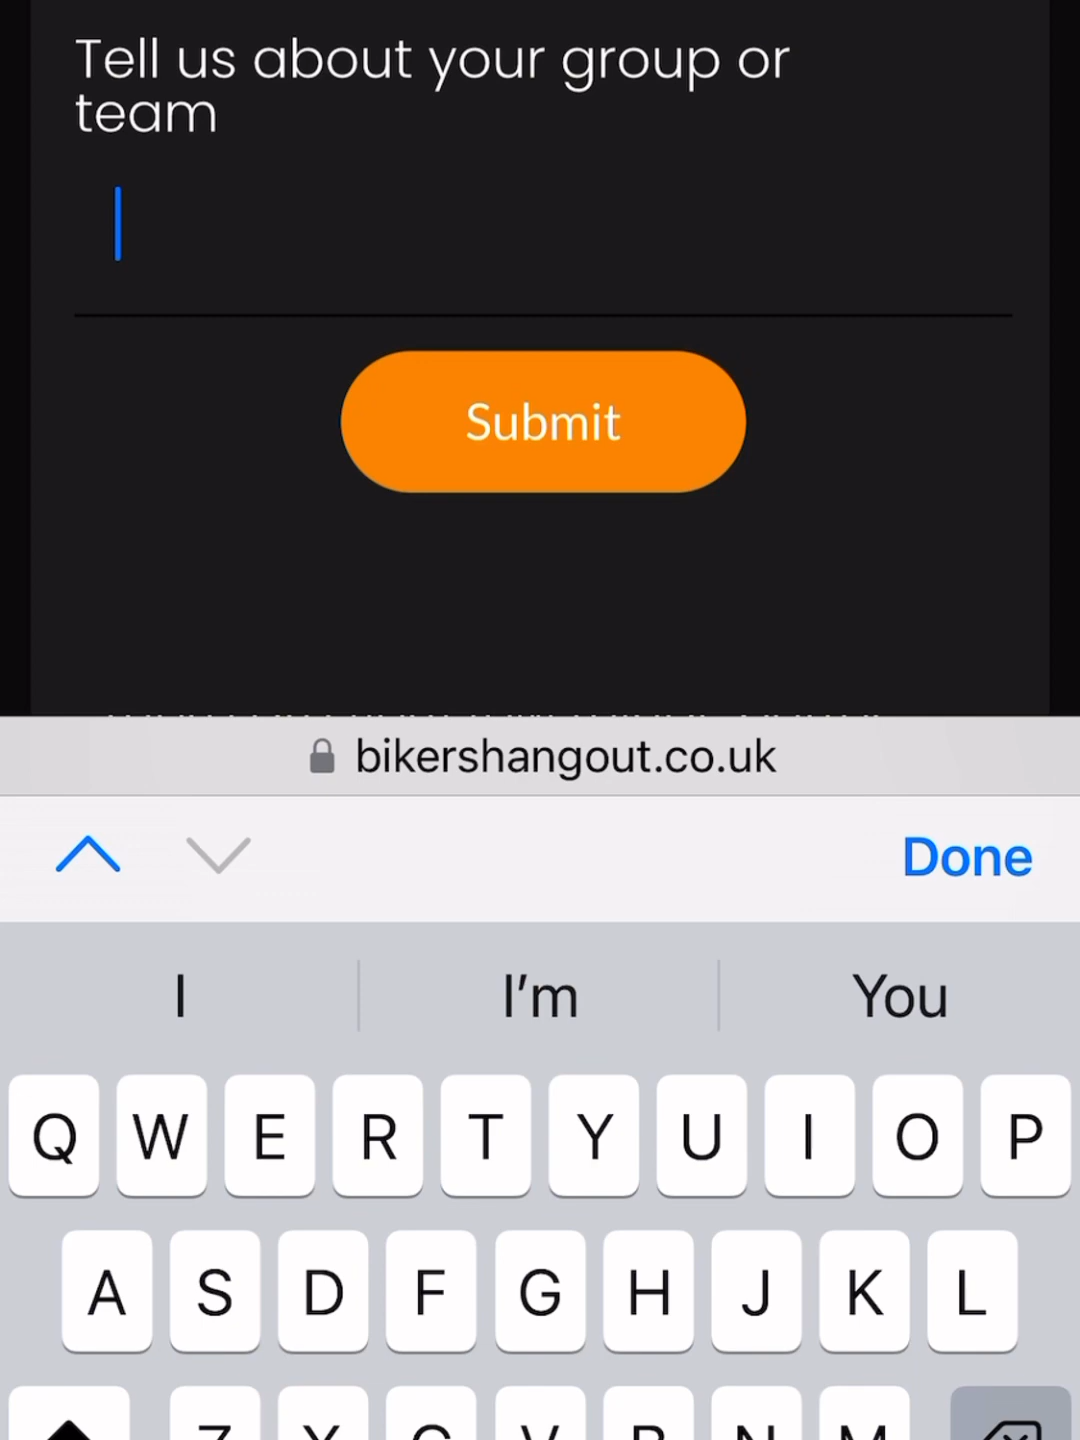 Tell us about your group or
team
Submit
bikershangout.co.uk
Done
I I'm You
Q W E R T Y U I O P
A S D F G H J K L
Z X C V B N M